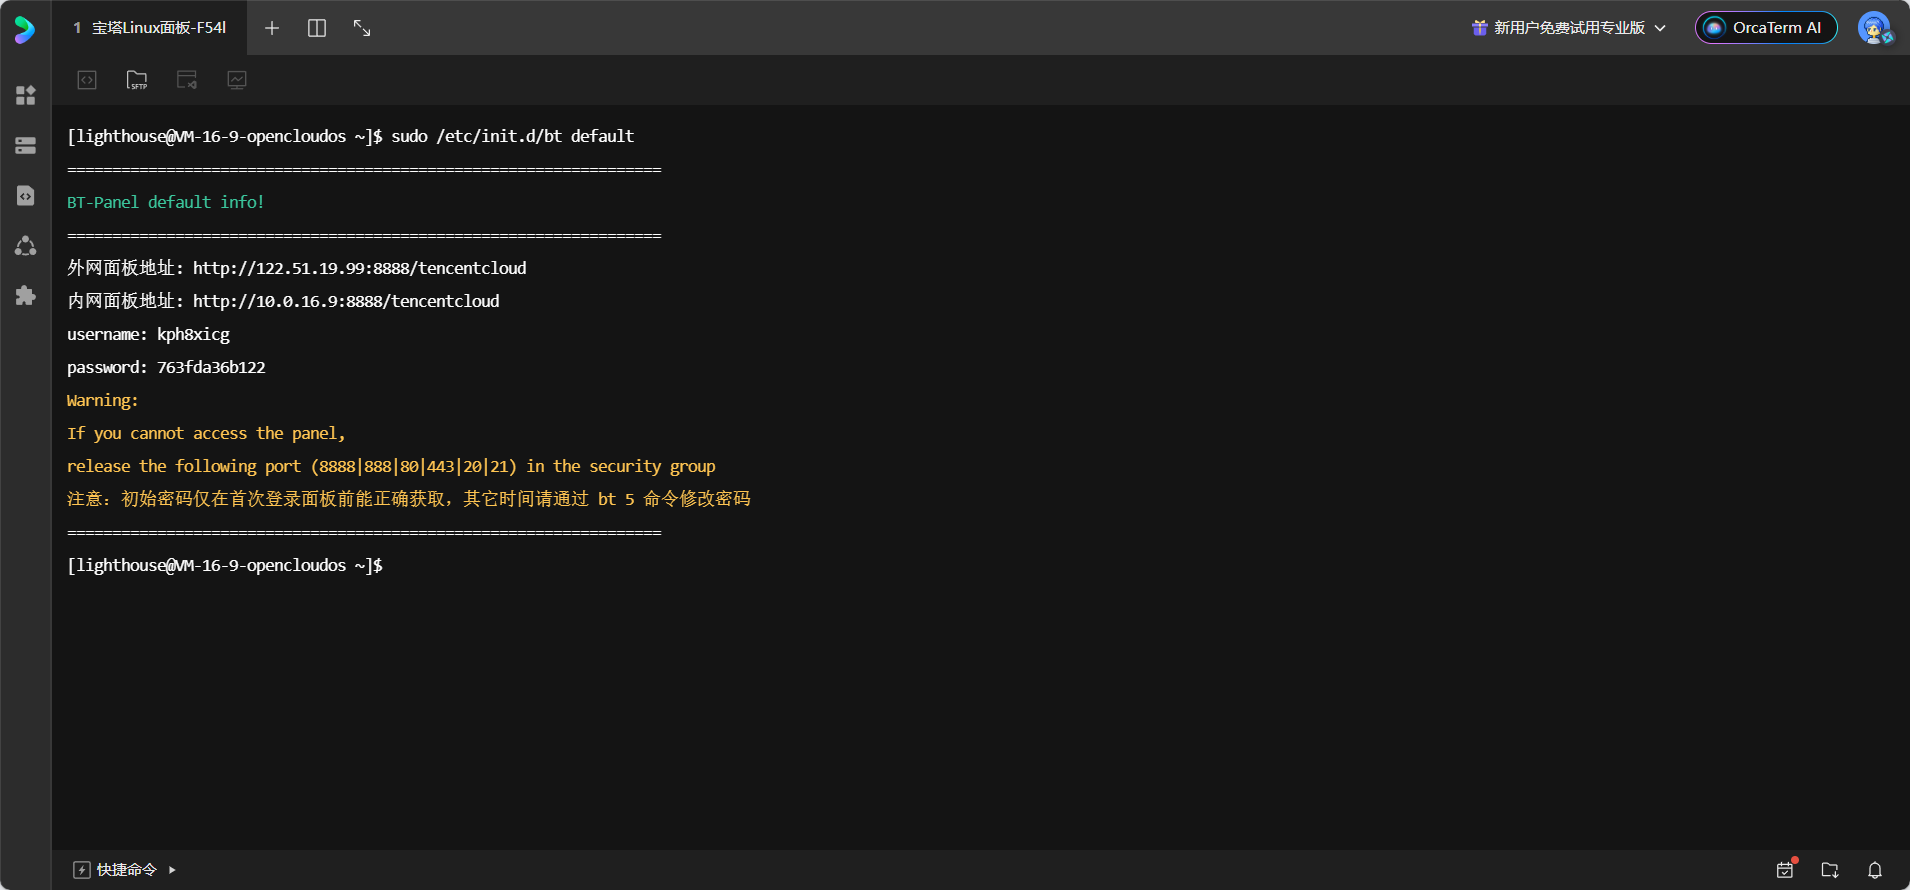 1 宝塔Linux面板-F54l
新用户免费试用专业版
OrcaTerm AI
SFTP
[lighthouse@VM-16-9-opencloudos ~]$ sudo /etc/init.d/bt default
==================================================================
BT-Panel default info!
==================================================================
外网面板地址: http://122.51.19.99:8888/tencentcloud
内网面板地址: http://10.0.16.9:8888/tencentcloud
username: kph8xicg
password: 763fda36b122
Warning:
If you cannot access the panel,
release the following port (8888|888|80|443|20|21) in the security group
注意：初始密码仅在首次登录面板前能正确获取，其它时间请通过 bt 5 命令修改密码
==================================================================
[lighthouse@VM-16-9-opencloudos ~]$
快捷命令